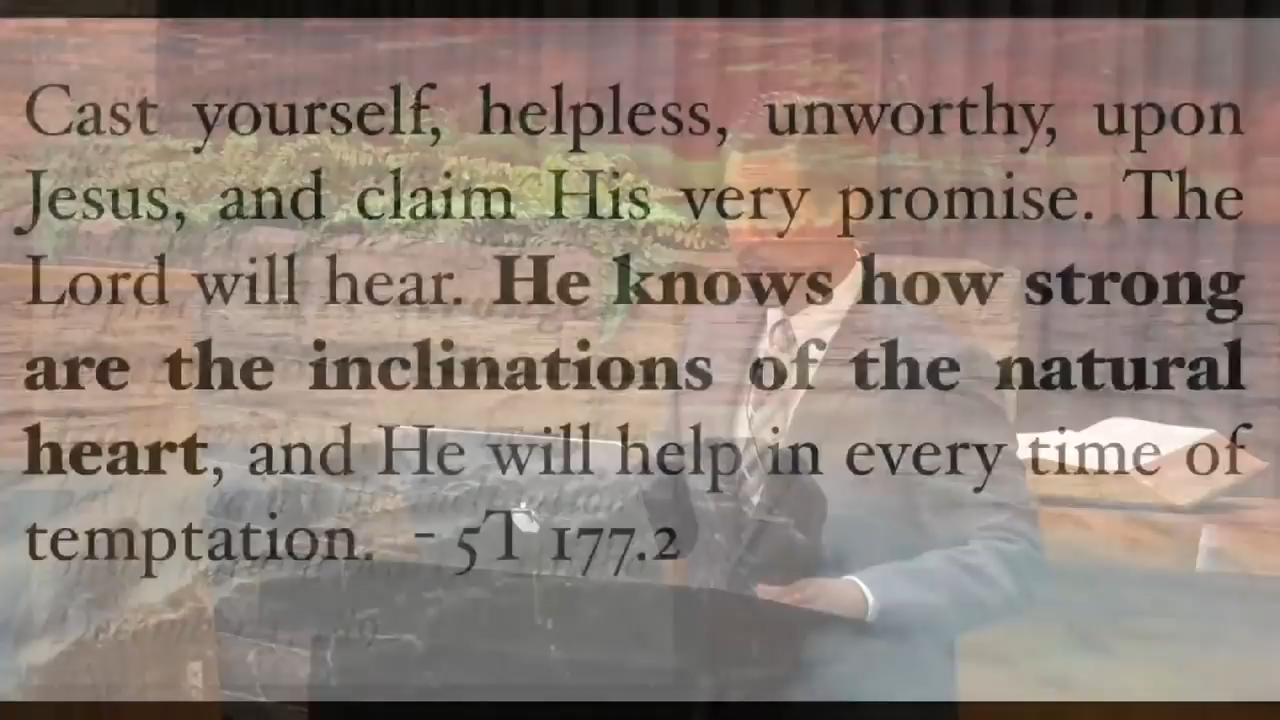 Cast yourself, helpless, unworthy, upon
Jesus, and claim His very promise. The
Lord will hear. He knows how strong
are the inclinations of the natural
heart, and He will help in every time of
temptation. - 5T 177.2